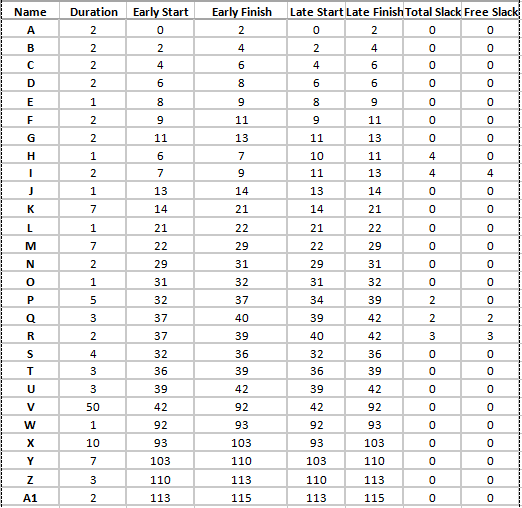 Name Duration Early Start Early Finish Late Start Late Finish Total Slack Free Slack
A 2 0 2 0 2 0 0
B 2 2 4 2 4 0 0
C 2 4 6 4 6 0 0
D 2 6 8 6 6 0 0
E 1 8 9 8 9 0 0
F 2 9 11 9 11 0 0
G 2 11 13 11 13 0 0
H 1 6 7 10 11 4 0
I 2 7 9 11 13 4 4
J 1 13 14 13 14 0 0
K 7 14 21 14 21 0 0
L 1 21 22 21 22 0 0
M 7 22 29 22 29 0 0
N 2 29 31 29 31 0 0
O 1 31 32 31 32 0 0
P 5 32 37 34 39 2 0
Q 3 37 40 39 42 2 2
R 2 37 39 40 42 3 3
S 4 32 36 32 36 0 0
T 3 36 39 36 39 0 0
U 3 39 42 39 42 0 0
V 50 42 92 42 92 0 0
W 1 92 93 92 93 0 0
X 10 93 103 93 103 0 0
Y 7 103 110 103 110 0 0
Z 3 110 113 110 113 0 0
A1 2 113 115 113 115 0 0